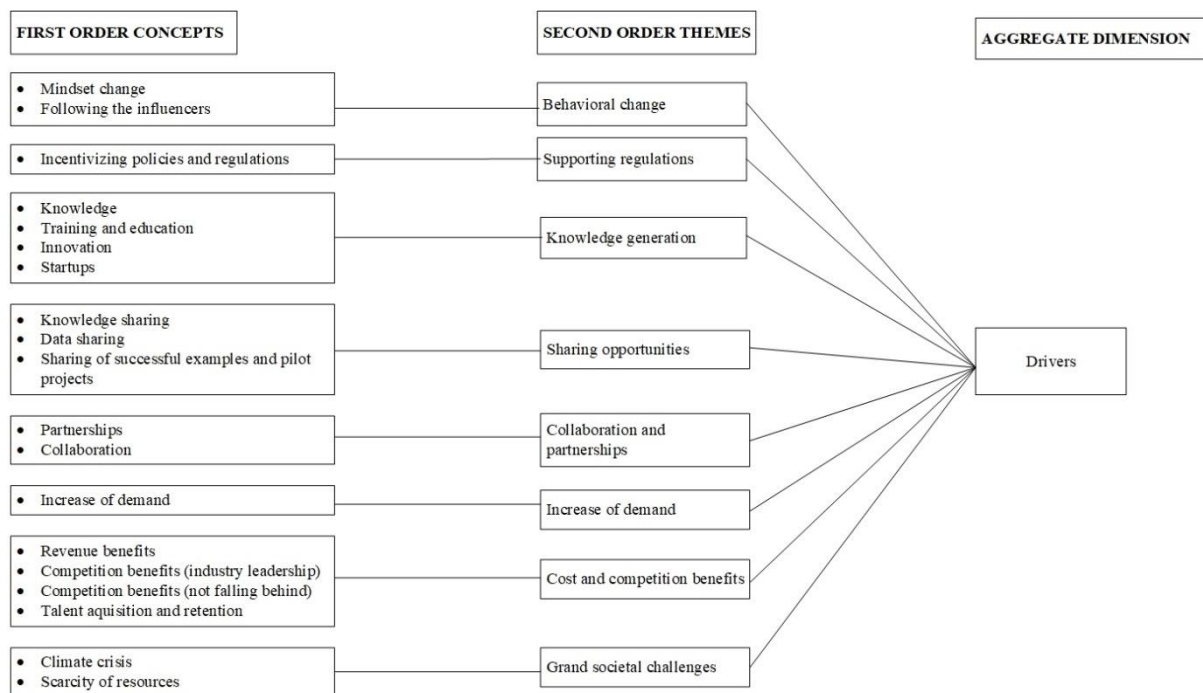 FIRST ORDER CONCEPTS
SECOND ORDER THEMES
AGGREGATE DIMENSION
• Mindset change
• Following the influencers
Behavioral change
• Incentivizing policies and regulations
Supporting regulations
• Knowledge
• Training and education
• Innovation
• Startups
Knowledge generation
• Knowledge sharing
• Data sharing
• Sharing of successful examples and pilot
projects
Sharing opportunities
Drivers
• Partnerships
• Collaboration
Collaboration and
partnerships
• Increase of demand
Increase of demand
• Revenue benefits
• Competition benefits (industry leadership)
• Competition benefits (not falling behind)
• Talent aquisition and retention
Cost and competition benefits
• Climate crisis
• Scarcity of resources
Grand societal challenges